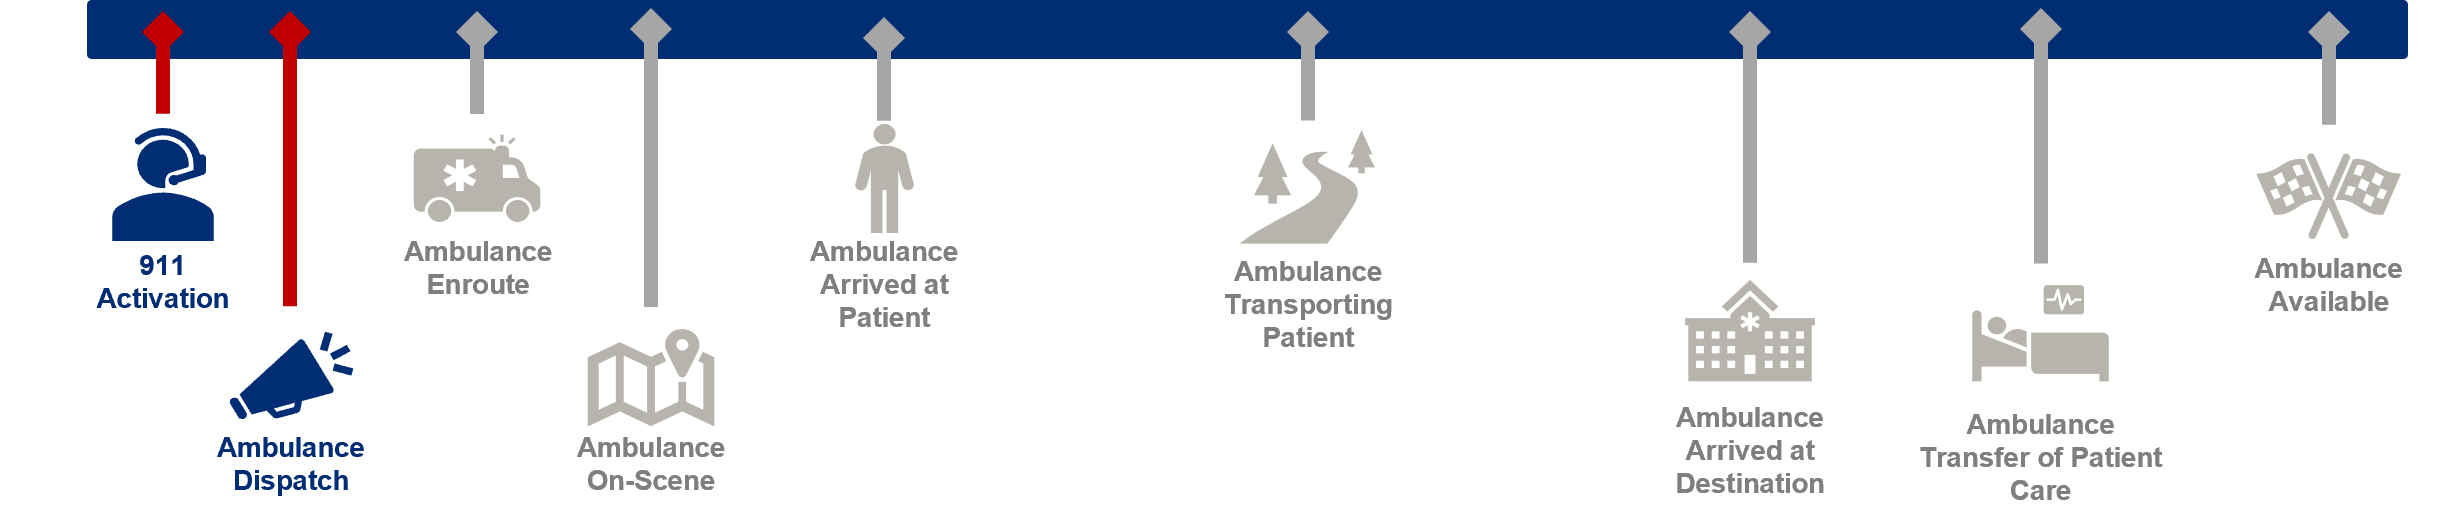 911
Activation
Ambulance
Dispatch
Ambulance
Enroute
Ambulance
On-Scene
Ambulance
Arrived at
Patient
Ambulance
Transporting
Patient
Ambulance
Arrived at
Destination
Ambulance
Transfer of Patient
Care
Ambulance
Available